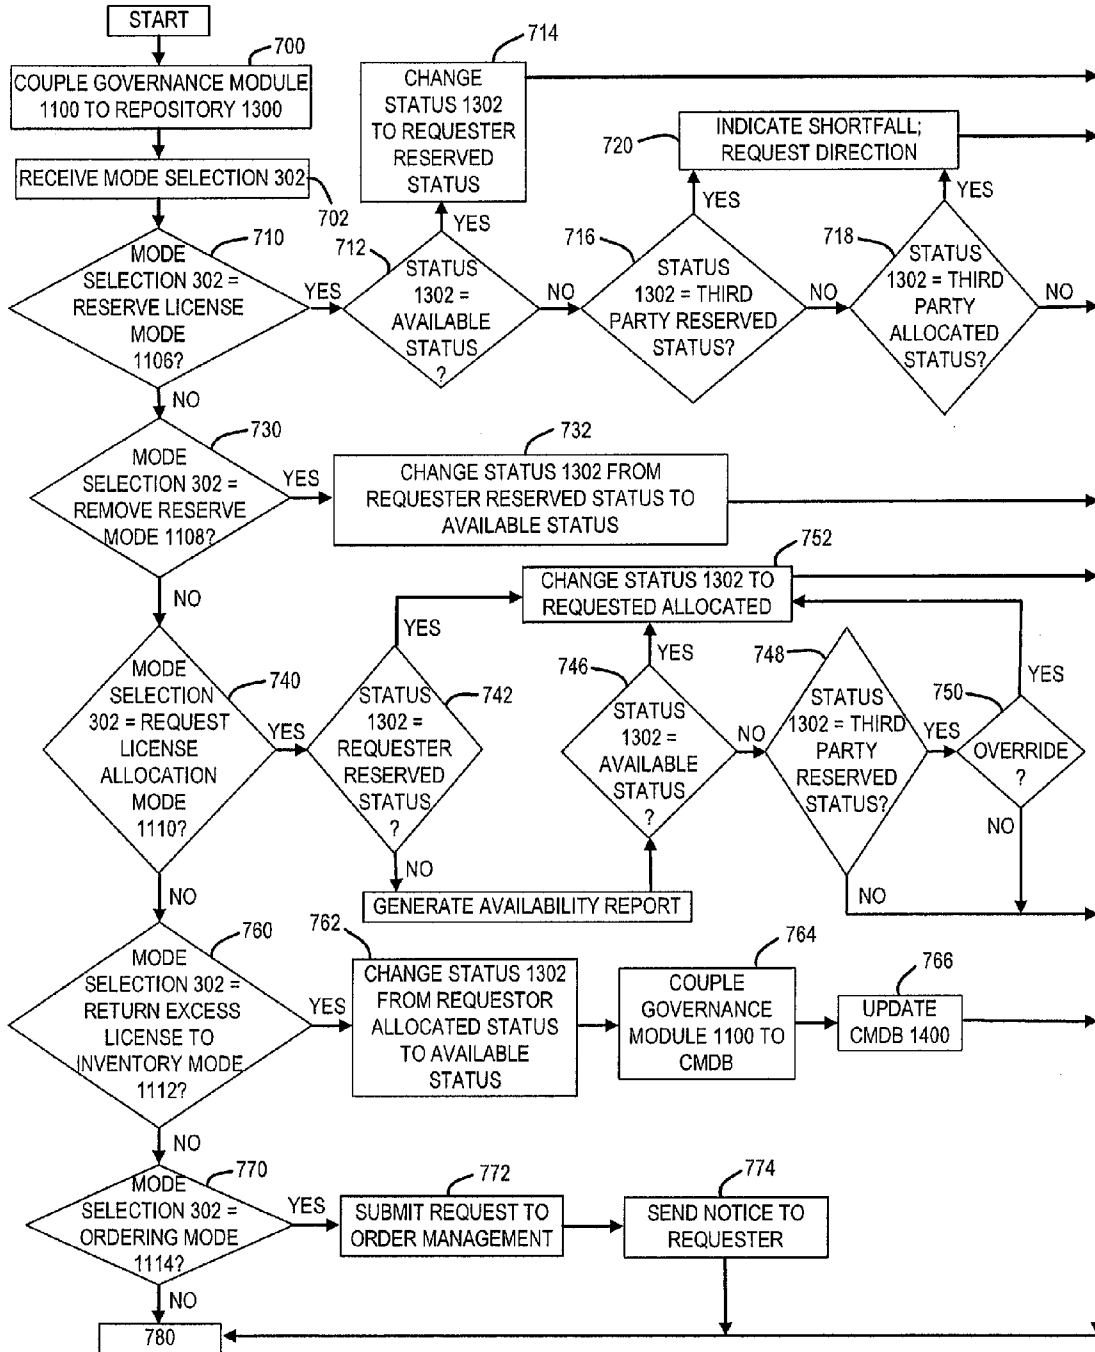 START
700
COUPLE GOVERNANCE MODULE
1100 TO REPOSITORY 1300
RECEIVE MODE SELECTION 302
702
710
MODE
SELECTION 302 =
RESERVE LICENSE
MODE
1106?
YES
NO
712
STATUS
1302 =
AVAILABLE
STATUS
?
YES
NO
714
CHANGE
STATUS 1302
TO REQUESTER
RESERVED
STATUS
716
STATUS
1302 = THIRD
PARTY RESERVED
STATUS?
YES
NO
720
INDICATE SHORTFALL;
REQUEST DIRECTION
718
STATUS
1302 = THIRD
PARTY
ALLOCATED
STATUS?
YES
NO
730
MODE
SELECTION 302 =
REMOVE RESERVE
MODE 1108?
YES
NO
732
CHANGE STATUS 1302 FROM
REQUESTER RESERVED STATUS TO
AVAILABLE STATUS
740
MODE
SELECTION
302 = REQUEST
LICENSE
ALLOCATION
MODE
1110?
YES
NO
742
STATUS
1302 =
REQUESTER
RESERVED
STATUS
?
YES
NO
752
CHANGE STATUS 1302 TO
REQUESTED ALLOCATED
GENERATE AVAILABILITY REPORT
746
STATUS
1302 =
AVAILABLE
STATUS
?
YES
NO
748
STATUS
1302 = THIRD
PARTY
RESERVED
STATUS?
YES
NO
750
OVERRIDE
?
YES
NO
760
MODE
SELECTION 302 =
RETURN EXCESS
LICENSE TO
INVENTORY MODE
1112?
YES
NO
762
CHANGE STATUS 1302
FROM REQUESTOR
ALLOCATED STATUS
TO AVAILABLE
STATUS
764
COUPLE
GOVERNANCE
MODULE 1100 TO
CMDB
766
UPDATE
CMDB 1400
770
MODE
SELECTION 302 =
ORDERING MODE
1114?
YES
NO
772
SUBMIT REQUEST TO
ORDER MANAGEMENT
774
SEND NOTICE TO
REQUESTER
780